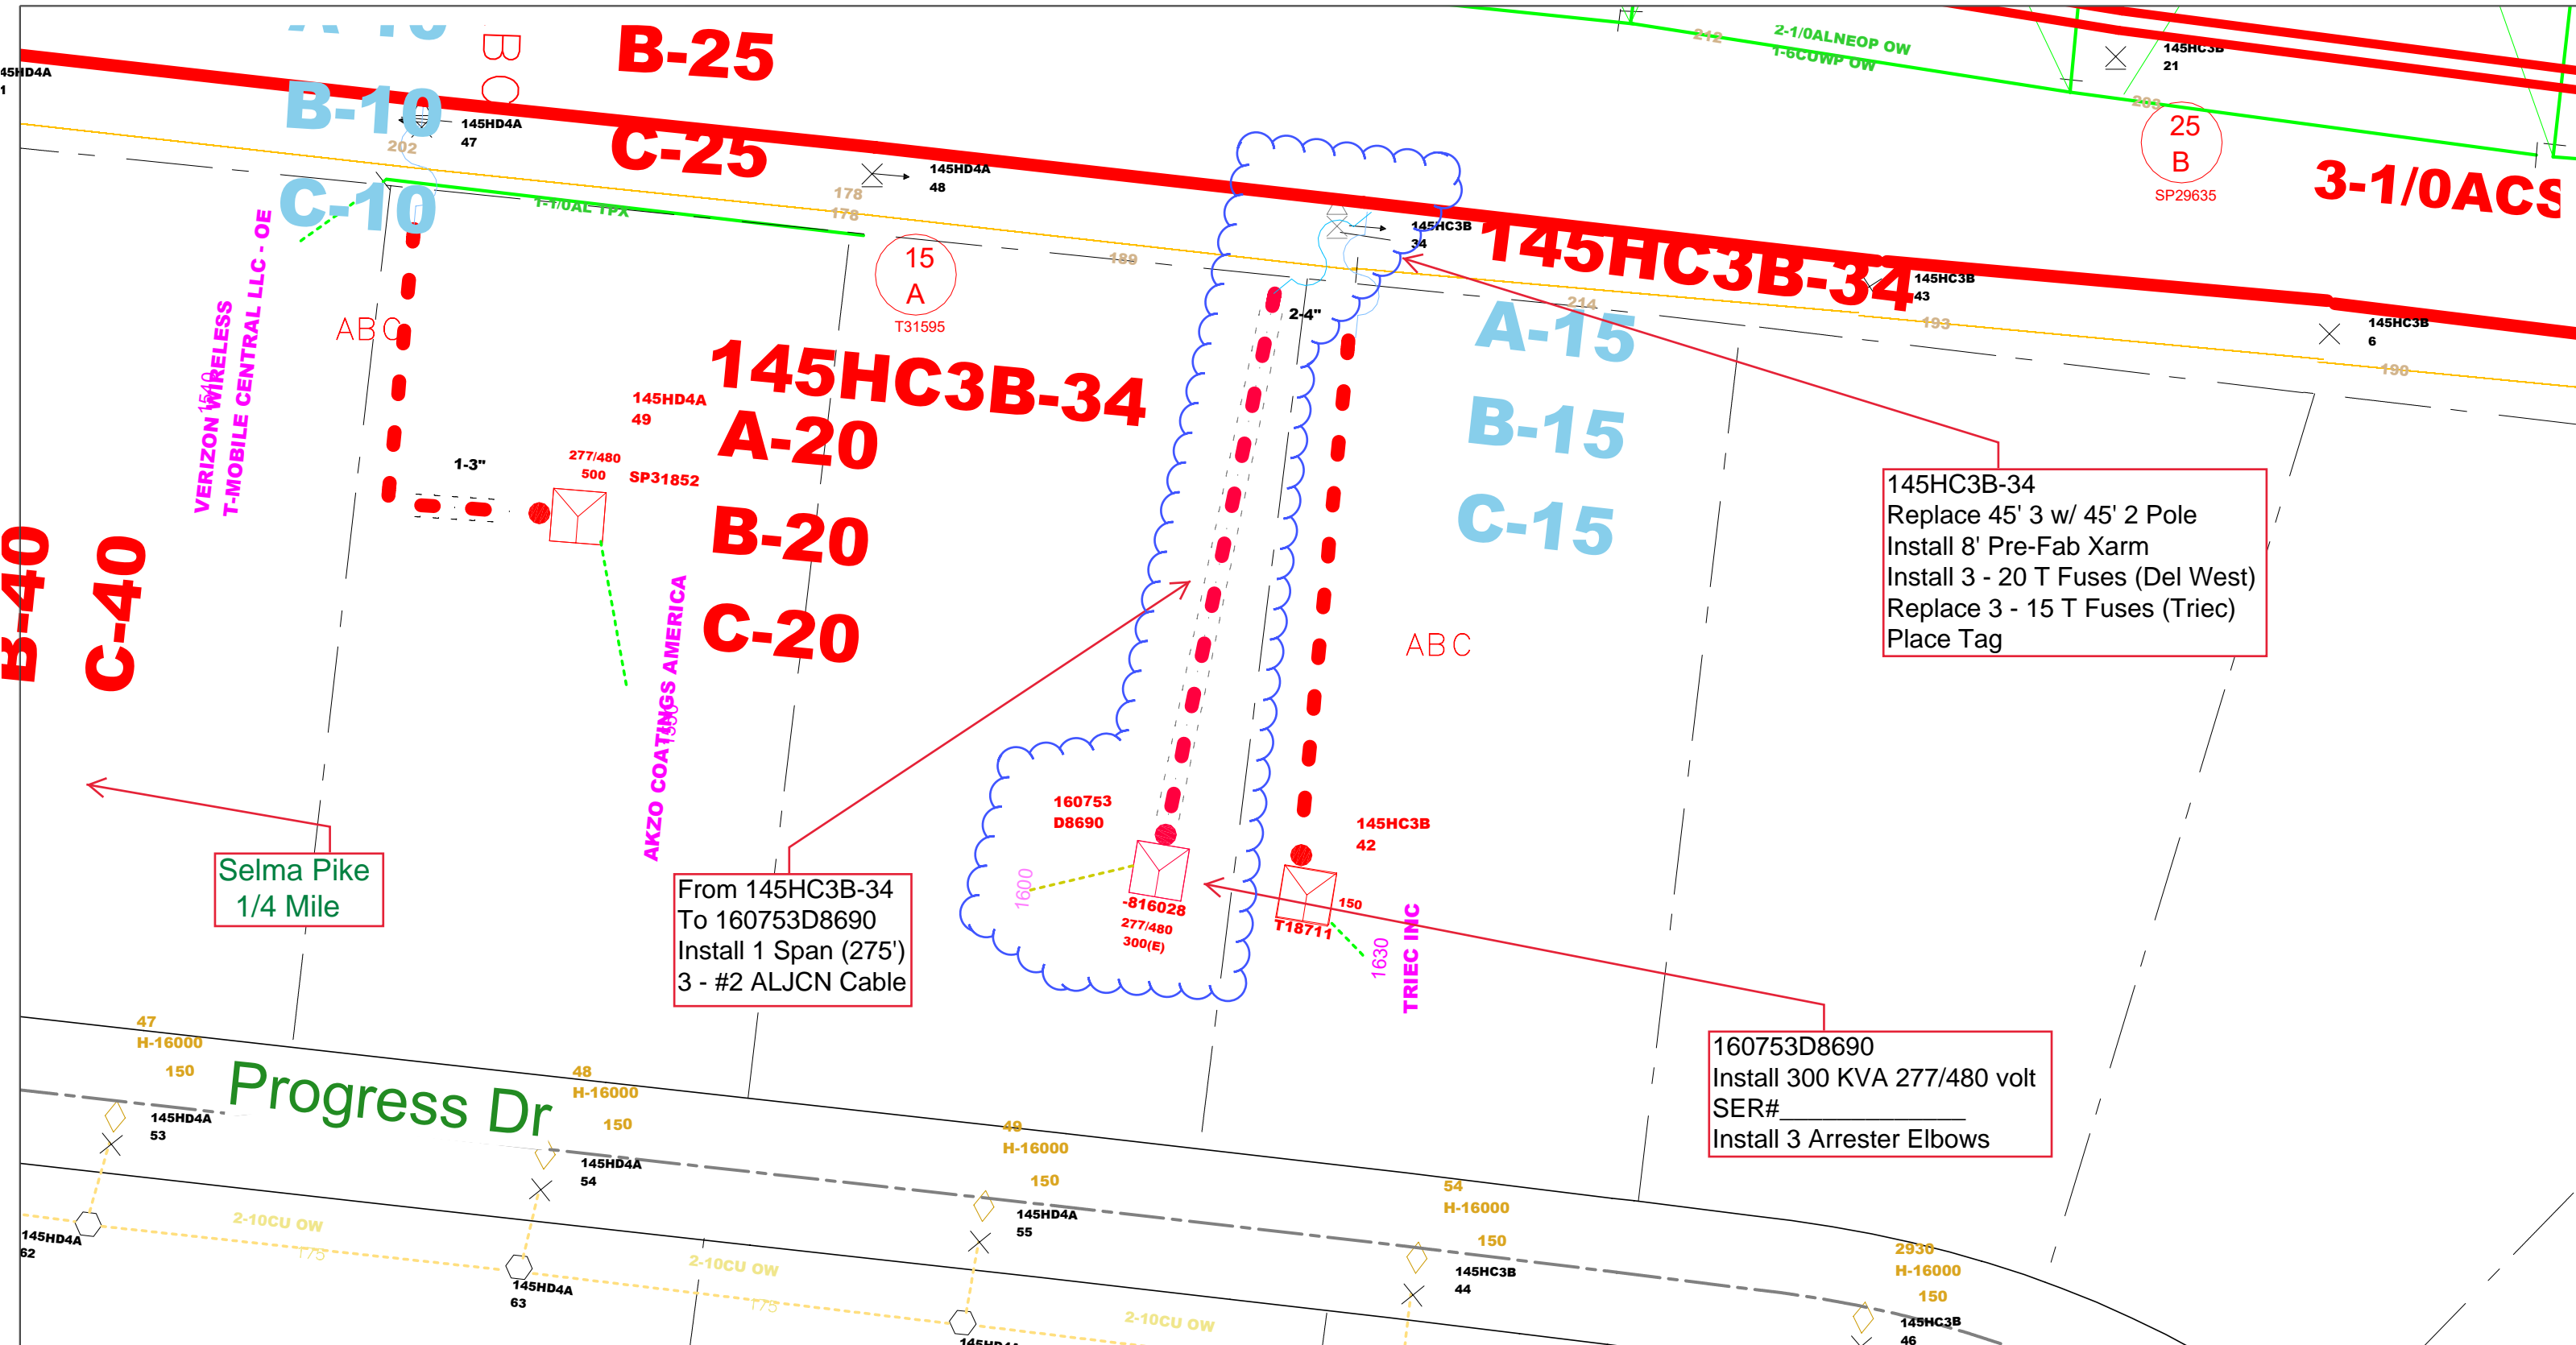 B-25
B-10
C-25
C-10
B C
202
145HD4A
47
145HD4A
48
178
178
1-1/0AL TPX
189
15
A
T31595
212
2-1/0ALNEOP OW
1-6CUWP OW
145HC3B
21
203
25
B
SP29635
3-1/0ACS
145HC3B
34
145HC3B-34
145HC3B
43
214
193
145HC3B
6
190
45HD4A
1
VERIZON WIRELESS
T-MOBILE CENTRAL LLC - OE
1540
ABC
1-3"
145HD4A
49
277/480
500
SP31852
145HC3B-34
A-20
B-20
C-20
2-4"
A-15
B-15
C-15
ABC
B-40
C-40
145HC3B-34
Replace 45' 3 w/ 45' 2 Pole
Install 8' Pre-Fab Xarm
Install 3 - 20 T Fuses (Del West)
Replace 3 - 15 T Fuses (Triec)
Place Tag
AKZO COATINGS AMERICA
1550
Selma Pike
1/4 Mile
From 145HC3B-34
To 160753D8690
Install 1 Span (275')
3 - #2 ALJCN Cable
160753
D8690
1600
-816028
277/480
300(E)
145HC3B
42
150
T18711
1630
TRIEC INC
160753D8690
Install 300 KVA 277/480 volt
SER#_____________
Install 3 Arrester Elbows
47
H-16000
150
Progress Dr
48
H-16000
150
49
H-16000
150
54
H-16000
150
2930
H-16000
150
145HD4A
53
145HD4A
54
145HD4A
55
145HC3B
44
145HC3B
46
145HD4A
62
2-10CU OW
175
145HD4A
63
2-10CU OW
175
2-10CU OW